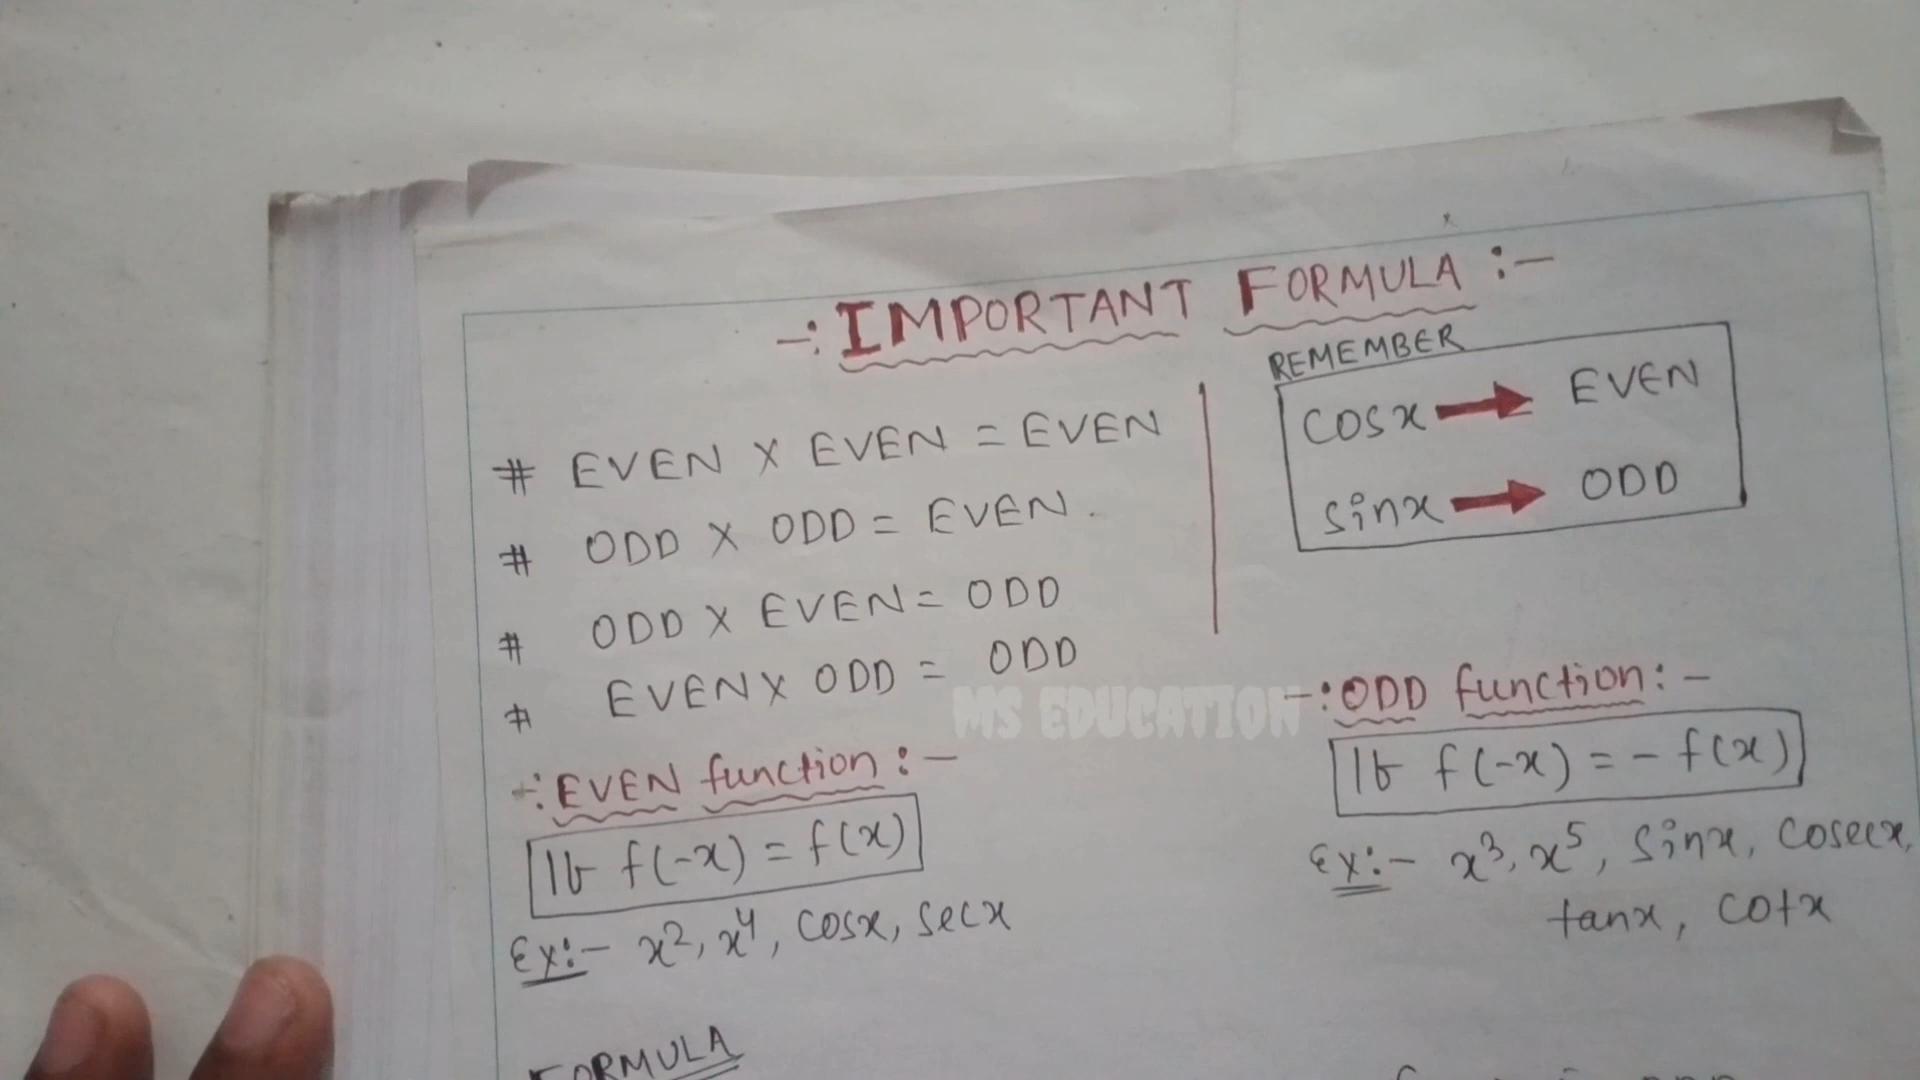 -: IMPORTANT FORMULA :-
# EVEN X EVEN = EVEN
# ODD X ODD = EVEN.
# ODD X EVEN = ODD
# EVEN X ODD = ODD
REMEMBER
cosx → EVEN
sinx → ODD
-: EVEN function :-
If f(-x) = f(x)
Ex:- x², x⁴, cosx, secx
-: ODD function :-
If f(-x) = - f(x)
Ex:- x³, x⁵, sinx, cosecx,
tanx, cotx
MS EDUCATION
FORMULA